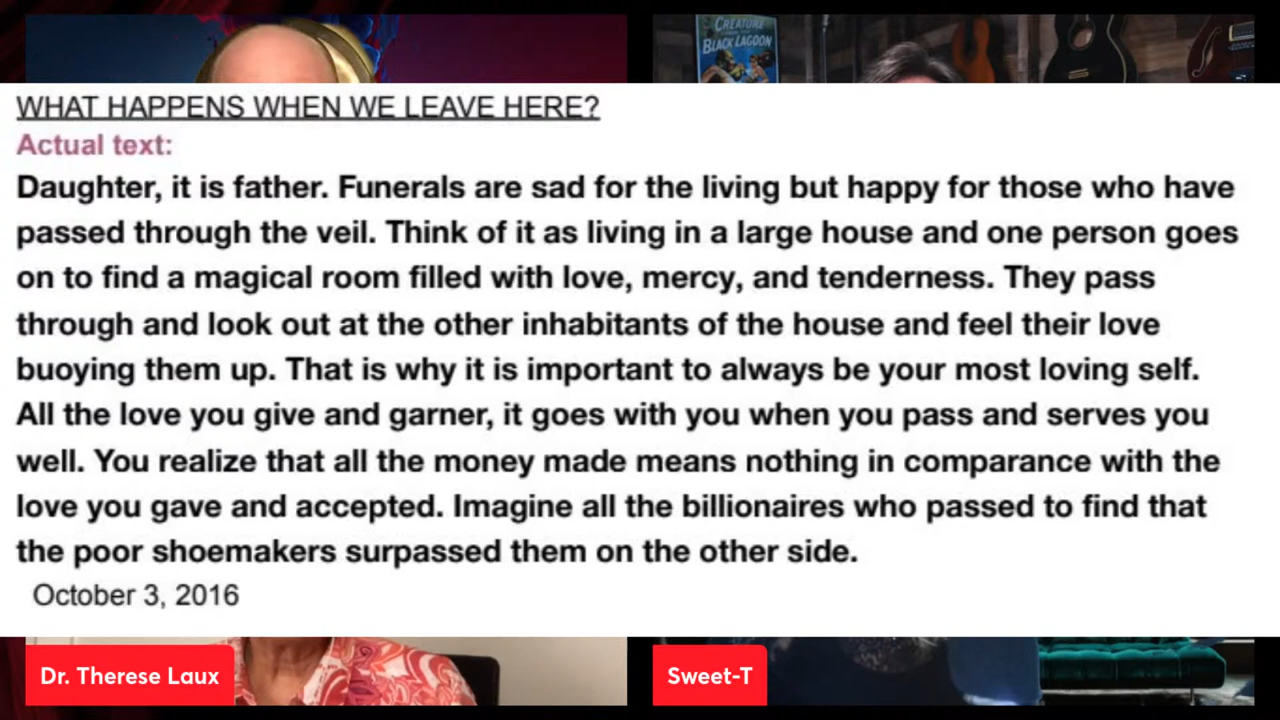 CREATURE
BLACK LAGOON
WHAT HAPPENS WHEN WE LEAVE HERE?
Actual text:
Daughter, it is father. Funerals are sad for the living but happy for those who have
passed through the veil. Think of it as living in a large house and one person goes
on to find a magical room filled with love, mercy, and tenderness. They pass
through and look out at the other inhabitants of the house and feel their love
buoying them up. That is why it is important to always be your most loving self.
All the love you give and garner, it goes with you when you pass and serves you
well. You realize that all the money made means nothing in comparance with the
love you gave and accepted. Imagine all the billionaires who passed to find that
the poor shoemakers surpassed them on the other side.
October 3, 2016
Dr. Therese Laux
Sweet-T